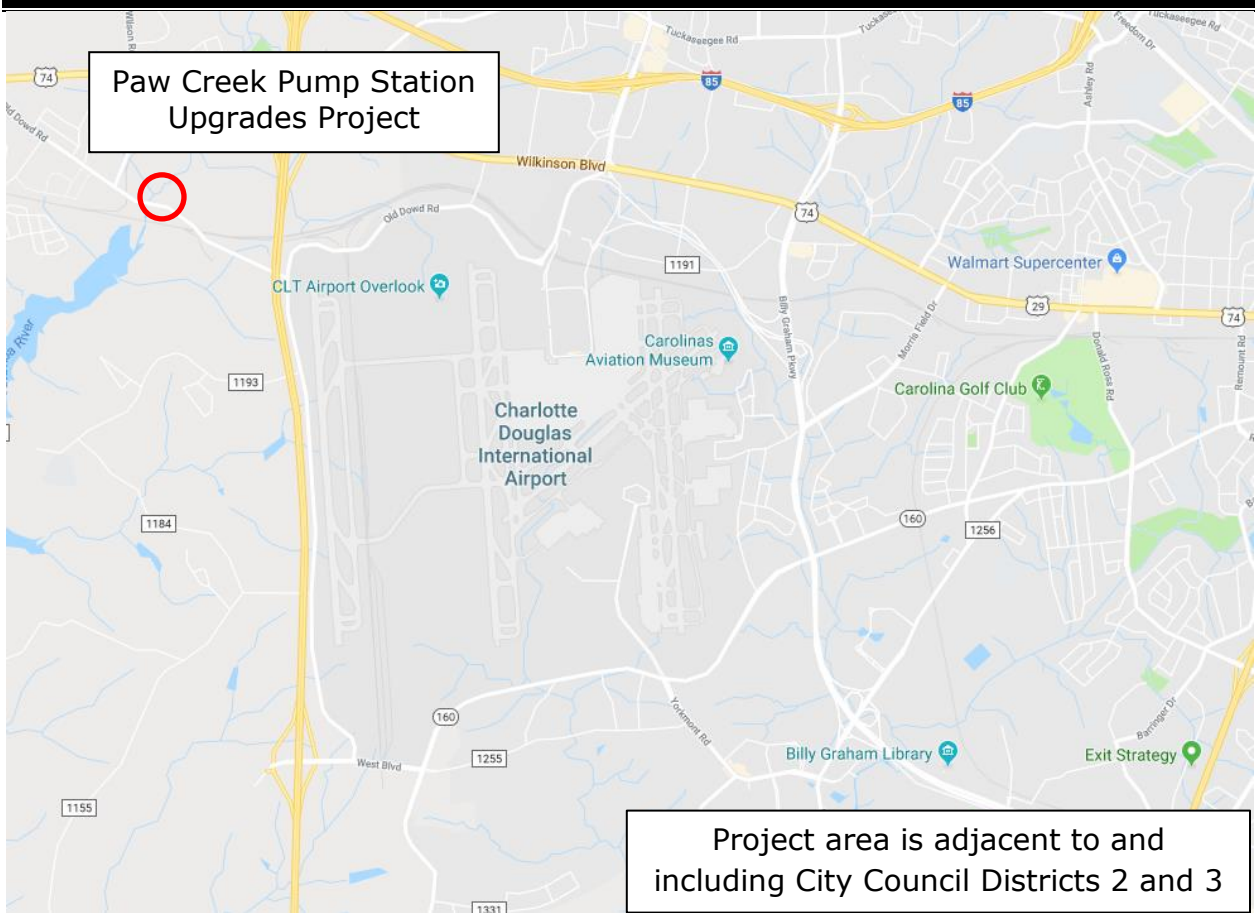 Wilson R
Tuckaseegee Rd
Tucka
Freedom Dr
Tuckaseegee Rd
Paw Creek Pump Station
Upgrades Project
74
85
85
Ashley Rd
Old Dowd Rd
Wilkinson Blvd
Old Dowd Rd
74
1191
Walmart Supercenter
CLT Airport Overlook
29
74
Billy Graham Pkwy
Morris Field Dr
Donald Ross Rd
Remount Rd
River
Carolinas
Aviation Museum
1193
Carolina Golf Club
Charlotte
Douglas
International
Airport
1184
160
1256
160
Yorkmont Rd
Barringer Dr
West Blvd
1255
Billy Graham Library
Exit Strategy
1155
Project area is adjacent to and
including City Council Districts 2 and 3
1331